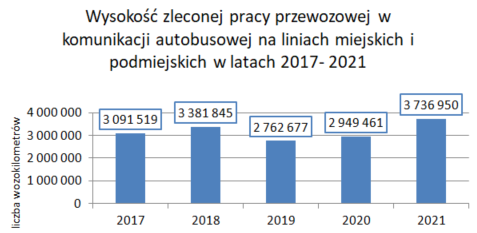 Wysokość zleconej pracy przewozowej w
komunikacji autobusowej na liniach miejskich i
podmiejskich w latach 2017- 2021
liczba wozokilometrów
4 000 000
3 000 000
2 000 000
1 000 000
0
3 091 519
3 381 845
2 762 677
2 949 461
3 736 950
2017
2018
2019
2020
2021